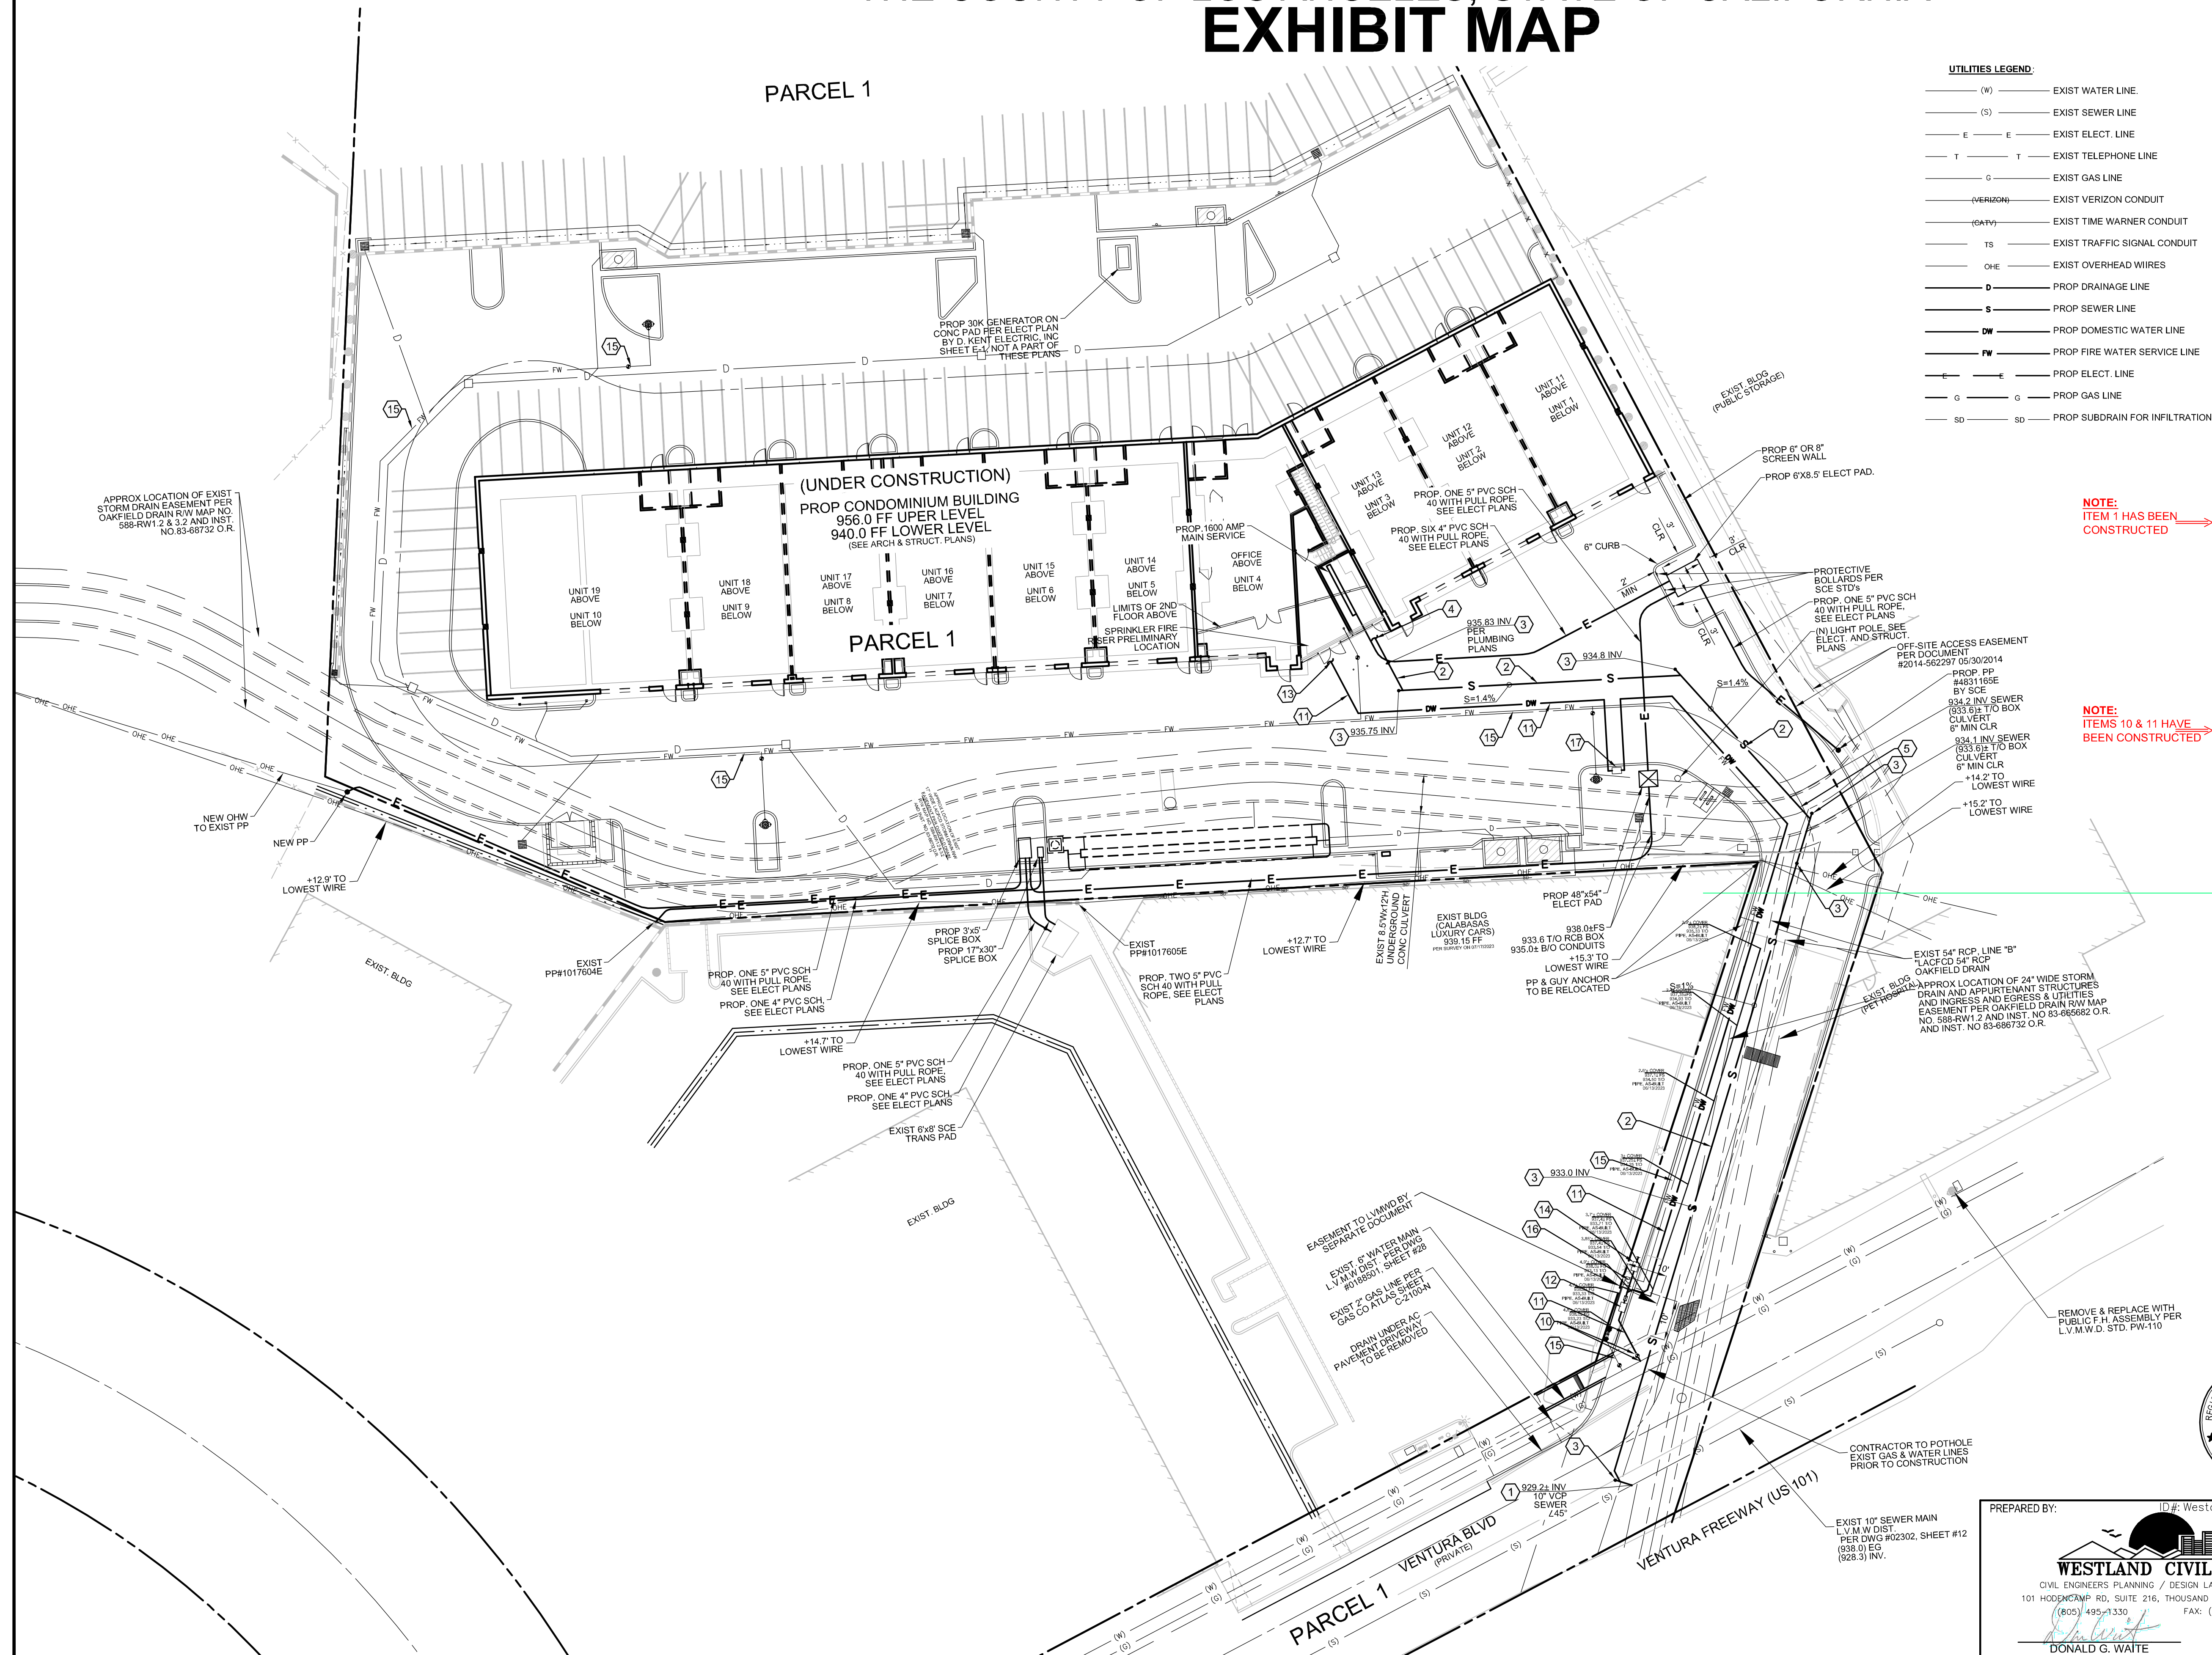 EXHIBIT MAP
PARCEL 1
UTILITIES LEGEND:
(W) EXIST WATER LINE.
(S) EXIST SEWER LINE
E E EXIST ELECT. LINE
T T EXIST TELEPHONE LINE
G EXIST GAS LINE
(VERIZON) EXIST VERIZON CONDUIT
(CATV) EXIST TIME WARNER CONDUIT
TS EXIST TRAFFIC SIGNAL CONDUIT
OHE EXIST OVERHEAD WIIRES
D PROP DRAINAGE LINE
S PROP SEWER LINE
DW PROP DOMESTIC WATER LINE
FW PROP FIRE WATER SERVICE LINE
E E PROP ELECT. LINE
G G PROP GAS LINE
SD SD PROP SUBDRAIN FOR INFILTRATION
NOTE:
ITEM 1 HAS BEEN
CONSTRUCTED
NOTE:
ITEMS 10 & 11 HAVE
BEEN CONSTRUCTED
PROP 30K GENERATOR ON
CONC PAD PER ELECT PLAN
BY D. KENT ELECTRIC, INC
SHEET E-1, NOT A PART OF
THESE PLANS
APPROX LOCATION OF EXIST
STORM DRAIN EASEMENT PER
OAKFIELD DRAIN R/W MAP NO.
588-RW1.2 & 3.2 AND INST.
NO.83-68732 O.R.
(UNDER CONSTRUCTION)
PROP CONDOMINIUM BUILDING
956.0 FF UPER LEVEL
940.0 FF LOWER LEVEL
(SEE ARCH & STRUCT. PLANS)
PARCEL 1
UNIT 19
ABOVE
UNIT 10
BELOW
UNIT 18
ABOVE
UNIT 9
BELOW
UNIT 17
ABOVE
UNIT 8
BELOW
UNIT 16
ABOVE
UNIT 7
BELOW
UNIT 15
ABOVE
UNIT 6
BELOW
UNIT 14
ABOVE
UNIT 5
BELOW
OFFICE
ABOVE
UNIT 4
BELOW
UNIT 13
ABOVE
UNIT 3
BELOW
UNIT 12
ABOVE
UNIT 2
BELOW
UNIT 11
ABOVE
UNIT 1
BELOW
LIMITS OF 2ND
FLOOR ABOVE
SPRINKLER FIRE
RISER PRELIMINARY
LOCATION
PROP.1600 AMP
MAIN SERVICE
PROP. ONE 5" PVC SCH
40 WITH PULL ROPE,
SEE ELECT PLANS
PROP. SIX 4" PVC SCH
40 WITH PULL ROPE,
SEE ELECT PLANS
935.83 INV
PER
PLUMBING
PLANS
934.8 INV
S=1.4%
S=1.4%
935.75 INV
EXIST. BLDG
(PUBLIC STORAGE)
PROP 6" OR 8"
SCREEN WALL
PROP 6'X8.5' ELECT PAD.
6" CURB
3'
CLR
3'
CLR
3'
CLR
2'
MIN
PROTECTIVE
BOLLARDS PER
SCE STD's
PROP. ONE 5" PVC SCH
40 WITH PULL ROPE,
SEE ELECT PLANS
(N) LIGHT POLE, SEE
ELECT. AND STRUCT.
PLANS
OFF-SITE ACCESS EASEMENT
PER DOCUMENT
#2014-562297 05/30/2014
PROP. PP
#4831165E
BY SCE
934.2 INV SEWER
(933.6)± T/O BOX
CULVERT
6" MIN CLR
934.1 INV SEWER
(933.6)± T/O BOX
CULVERT
6" MIN CLR
+14.2' TO
LOWEST WIRE
+15.2' TO
LOWEST WIRE
NEW OHW
TO EXIST PP
NEW PP
+12.9' TO
LOWEST WIRE
EXIST. BLDG
EXIST
PP#1017604E
PROP. ONE 5" PVC SCH
40 WITH PULL ROPE,
SEE ELECT PLANS
PROP. ONE 4" PVC SCH,
SEE ELECT PLANS
+14.7' TO
LOWEST WIRE
PROP 3'x5'
SPLICE BOX
PROP 17"x30"
SPLICE BOX
PROP. ONE 5" PVC SCH
40 WITH PULL ROPE,
SEE ELECT PLANS
PROP. ONE 4" PVC SCH,
SEE ELECT PLANS
EXIST 6'x8' SCE
TRANS PAD
EXIST
PP#1017605E
PROP. TWO 5" PVC
SCH 40 WITH PULL
ROPE, SEE ELECT
PLANS
+12.7' TO
LOWEST WIRE
EXIST 8.5'Wx12'H
UNDERGROUND
CONC CULVERT
EXIST BLDG
(CALABASAS
LUXURY CARS)
939.15 FF
PER SURVEY ON 07/17/2023
PROP 48"x54"
ELECT PAD
938.0±FS
933.6 T/O RCB BOX
935.0± B/O CONDUITS
+15.3' TO
LOWEST WIRE
PP & GUY ANCHOR
TO BE RELOCATED
EXIST 54" RCP, LINE "B"
"LACFCD 54" RCP
OAKFIELD DRAIN
EXIST. BLDG
(PET HOSPITAL)
APPROX LOCATION OF 24" WIDE STORM
DRAIN AND APPURTENANT STRUCTURES
AND INGRESS AND EGRESS & UTILITIES
EASEMENT PER OAKFIELD DRAIN R/W MAP
NO. 588-RW1.2 AND INST. NO 83-665682 O.R.
AND INST. NO 83-686732 O.R.
S=1%
933.0 INV
EXIST. BLDG
EASEMENT TO LVMWD BY
SEPARATE DOCUMENT
EXIST. 6" WATER MAIN
L.V.M.W DIST. PER DWG
#0188501, SHEET #28
EXIST 2" GAS LINE PER
GAS CO ATLAS SHEET
C-2100-N
DRAIN UNDER AC
PAVEMENT DRIVEWAY
TO BE REMOVED
10'
10'
REMOVE & REPLACE WITH
PUBLIC F.H. ASSEMBLY PER
L.V.M.W.D. STD. PW-110
CONTRACTOR TO POTHOLE
EXIST GAS & WATER LINES
PRIOR TO CONSTRUCTION
929.2± INV
10" VCP
SEWER
∠45°
EXIST 10" SEWER MAIN
L.V.M.W DIST.
PER DWG #02302, SHEET #12
(938.0) EG
(928.3) INV.
VENTURA BLVD
(PRIVATE)
VENTURA FREEWAY (US 101)
PARCEL 1
PREPARED BY:
ID#:
WESTLAND CIVIL
CIVIL ENGINEERS PLANNING / DESIGN
101 HODENCAMP RD, SUITE 216, THOUSAND
(805) 495-1330 FAX: (
DONALD G. WAITE